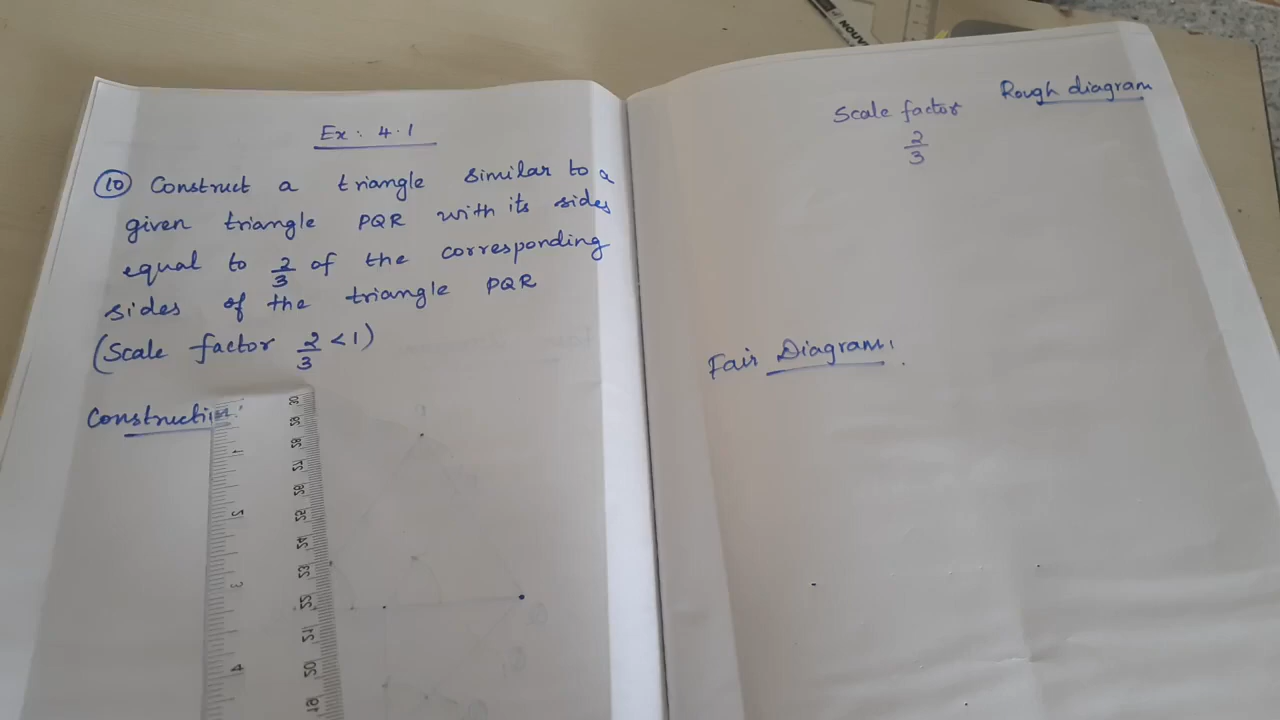 Ex: 4.1
10 Construct a triangle similar to a
given triangle PQR with its sides
equal to 2/3 of the corresponding
sides of the triangle PQR
(Scale factor 2/3 < 1)
Construction:
Rough diagram
Scale factor
2/3
Fair Diagram:
NOUV